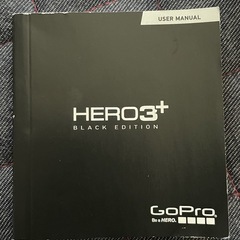 USER MANUAL
HERO3+
BLACK EDITION
GoPro
Be a HERO.